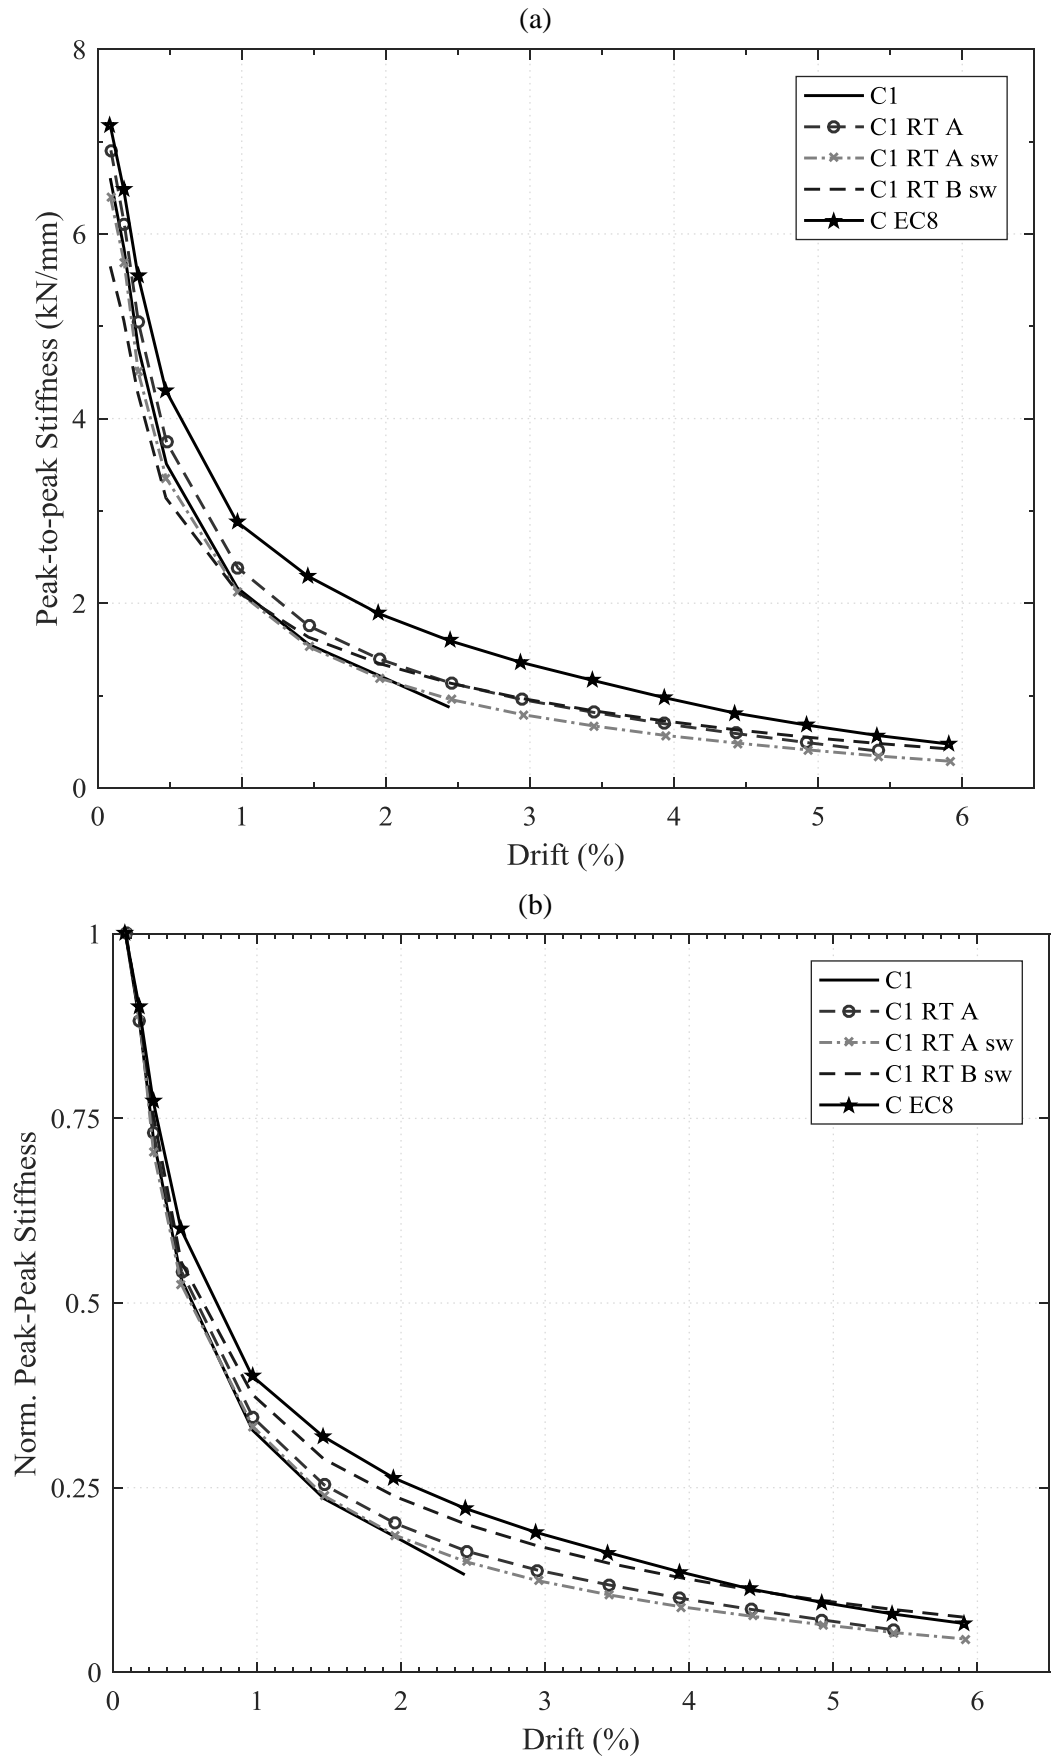 (a)
8
6
4
2
0
Peak-to-peak Stiffness (kN/mm)
C1
C1 RT A
C1 RT A sw
C1 RT B sw
C EC8
0 1 2 3 4 5 6
Drift (%)
(b)
1
0.75
0.5
0.25
0
Norm. Peak-Peak Stiffness
C1
C1 RT A
C1 RT A sw
C1 RT B sw
C EC8
0 1 2 3 4 5 6
Drift (%)